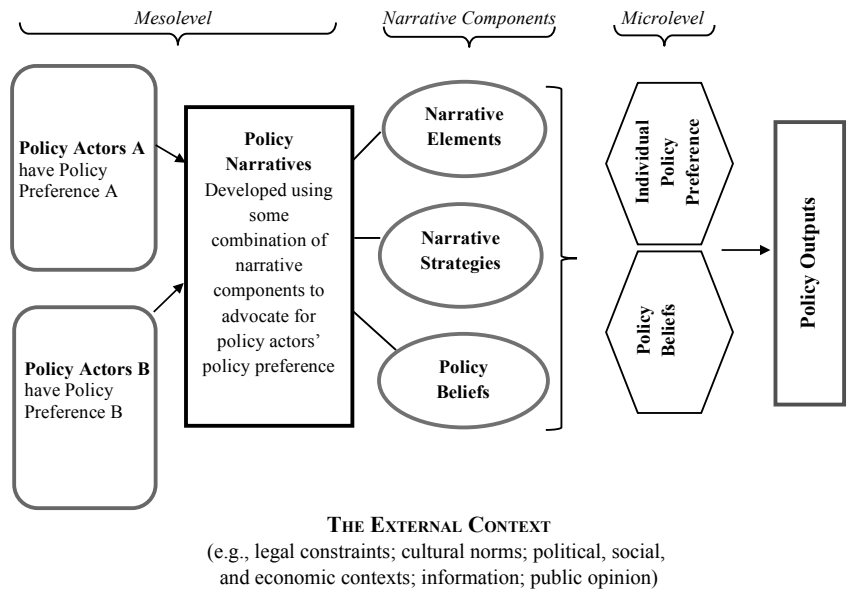 Mesolevel
Narrative Components
Microlevel
Policy Actors A
have Policy
Preference A
Policy Actors B
have Policy
Preference B
Policy
Narratives
Developed using
some
combination of
narrative
components to
advocate for
policy actors’
policy preference
Narrative
Elements
Narrative
Strategies
Policy
Beliefs
Individual
Policy
Preference
Policy
Beliefs
Policy Outputs
THE EXTERNAL CONTEXT
(e.g., legal constraints; cultural norms; political, social,
and economic contexts; information; public opinion)